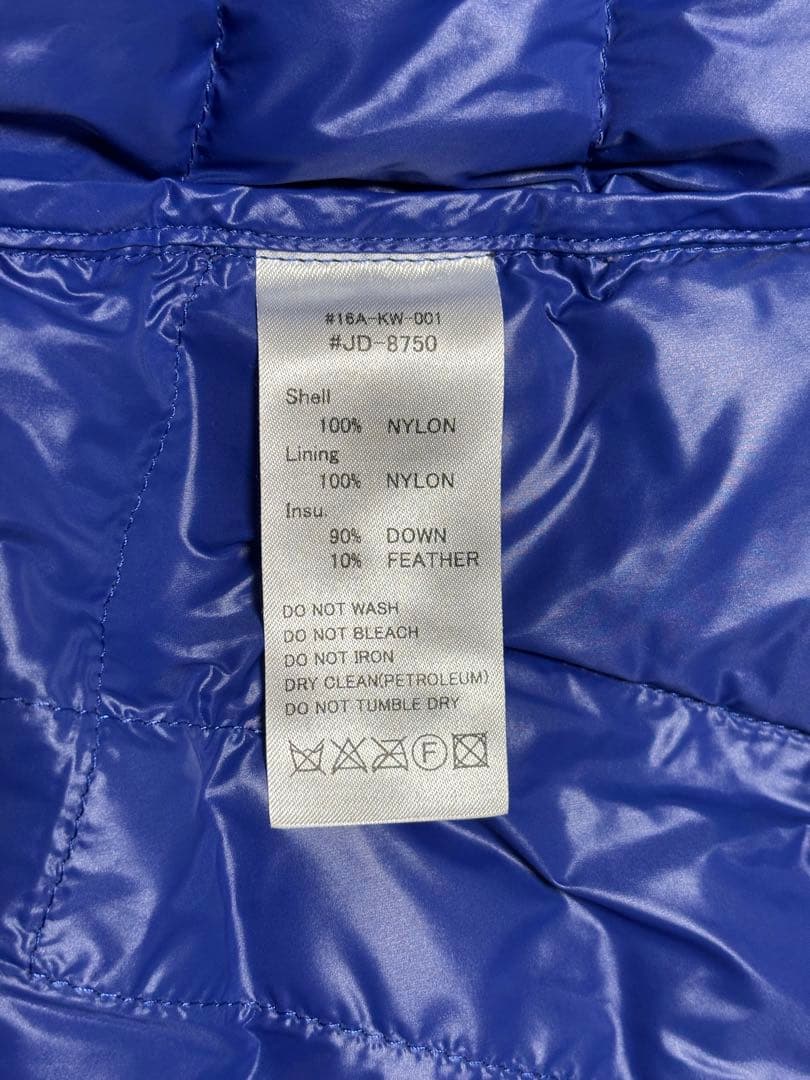 #16A-KW-001
#JD-8750
Shell
100% NYLON
Lining
100% NYLON
Insu.
90% DOWN
10% FEATHER
DO NOT WASH
DO NOT BLEACH
DO NOT IRON
DRY CLEAN(PETROLEUM)
DO NOT TUMBLE DRY
F